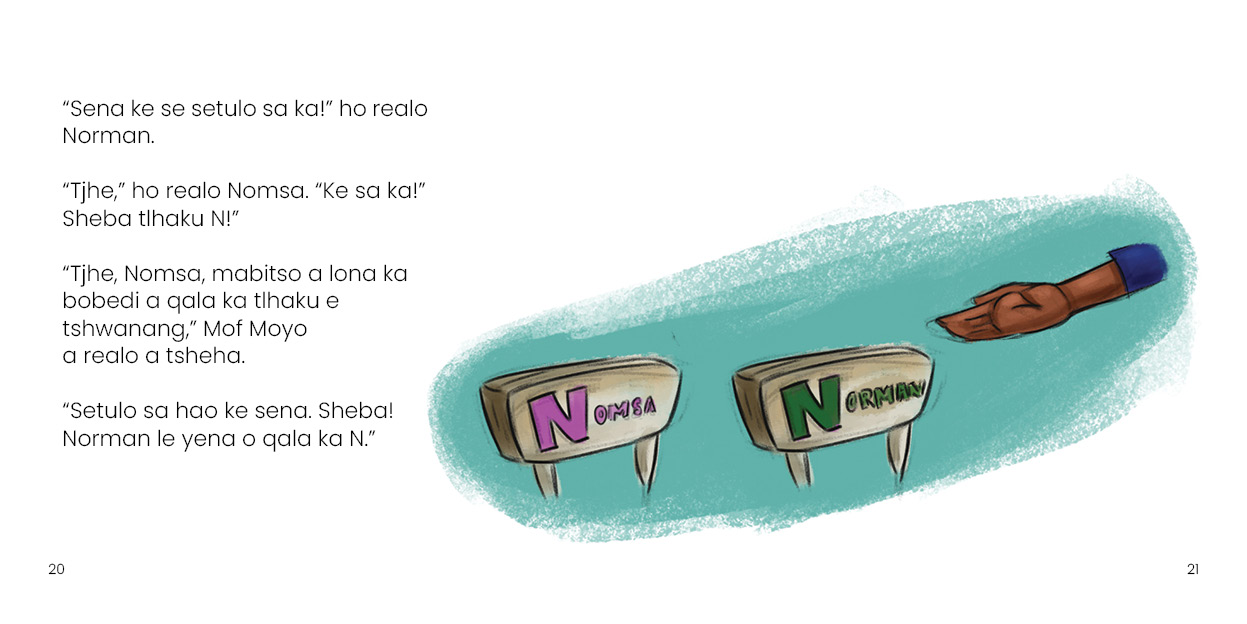 “Sena ke se setulo sa ka!” ho realo
Norman.
“Tjhe,” ho realo Nomsa. “Ke sa ka!”
Sheba tlhaku N!”
“Tjhe, Nomsa, mabitso a lona ka
bobedi a qala ka tlhaku e
tshwanang,” Mof Moyo
a realo a tsheha.
“Setulo sa hao ke sena. Sheba!
Norman le yena o qala ka N.”
NOMSA
NORMAN
20
21